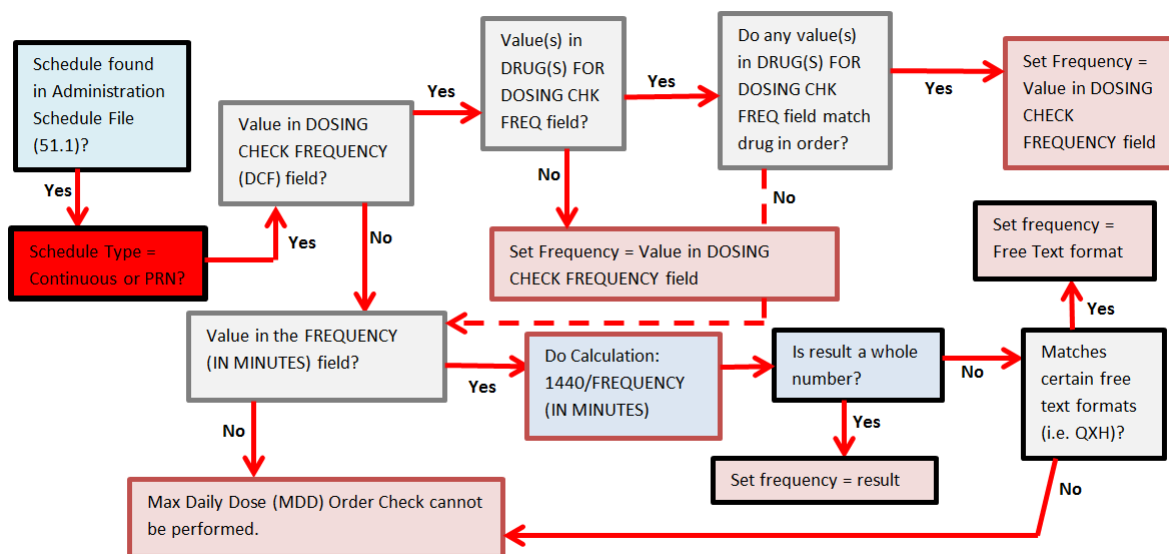 Schedule found
in Administration
Schedule File
(51.1)?
Yes
Schedule Type =
Continuous or PRN?
Yes
Value in DOSING
CHECK FREQUENCY
(DCF) field?
Yes
No
Value(s) in
DRUG(S) FOR
DOSING CHK
FREQ field?
Yes
No
Do any value(s)
in DRUG(S) FOR
DOSING CHK
FREQ field match
drug in order?
Yes
No
Set Frequency =
Value in DOSING
CHECK
FREQUENCY field
Set Frequency = Value in DOSING
CHECK FREQUENCY field
Value in the FREQUENCY
(IN MINUTES) field?
Yes
No
Do Calculation:
1440/FREQUENCY
(IN MINUTES)
Is result a whole
number?
No
Yes
Set frequency = result
Matches
certain free
text formats
(i.e. QXH)?
Yes
No
Set frequency =
Free Text format
Max Daily Dose (MDD) Order Check cannot
be performed.